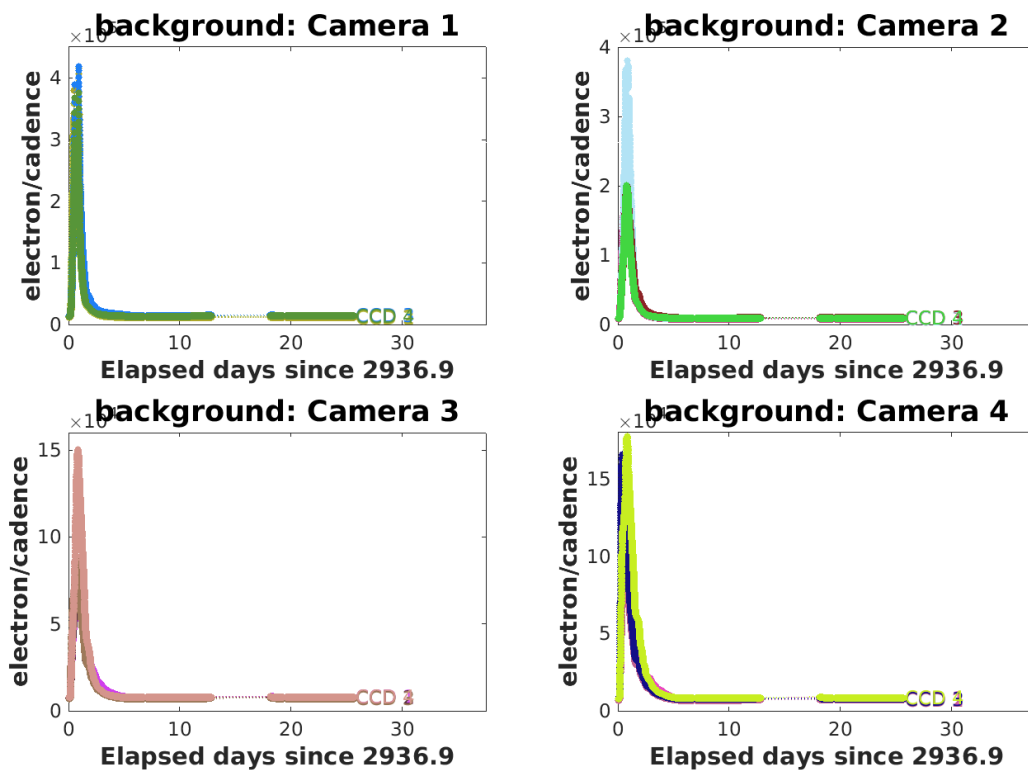 background: Camera 1
electron/cadence
4
3
2
1
0
0 10 20 30
Elapsed days since 2936.9
background: Camera 2
electron/cadence
4
3
2
1
0
0 10 20 30
Elapsed days since 2936.9
background: Camera 3
electron/cadence
15
10
5
0
0 10 20 30
Elapsed days since 2936.9
background: Camera 4
electron/cadence
15
10
5
0
0 10 20 30
Elapsed days since 2936.9
CCD
CCD
CCD
CCD